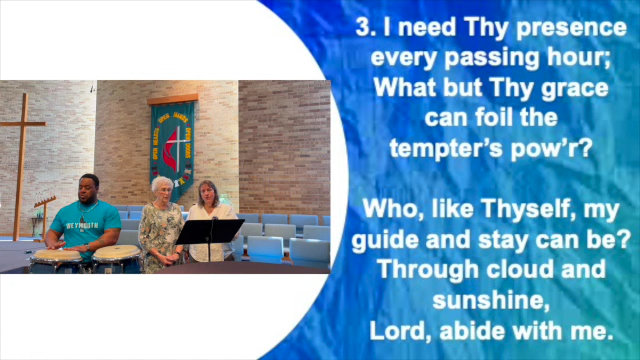 3. I need Thy presence
every passing hour;
What but Thy grace
can foil the
tempter's pow'r?
Who, like Thyself, my
guide and stay can be?
Through cloud and
sunshine,
Lord, abide with me.
WEYMOUTH